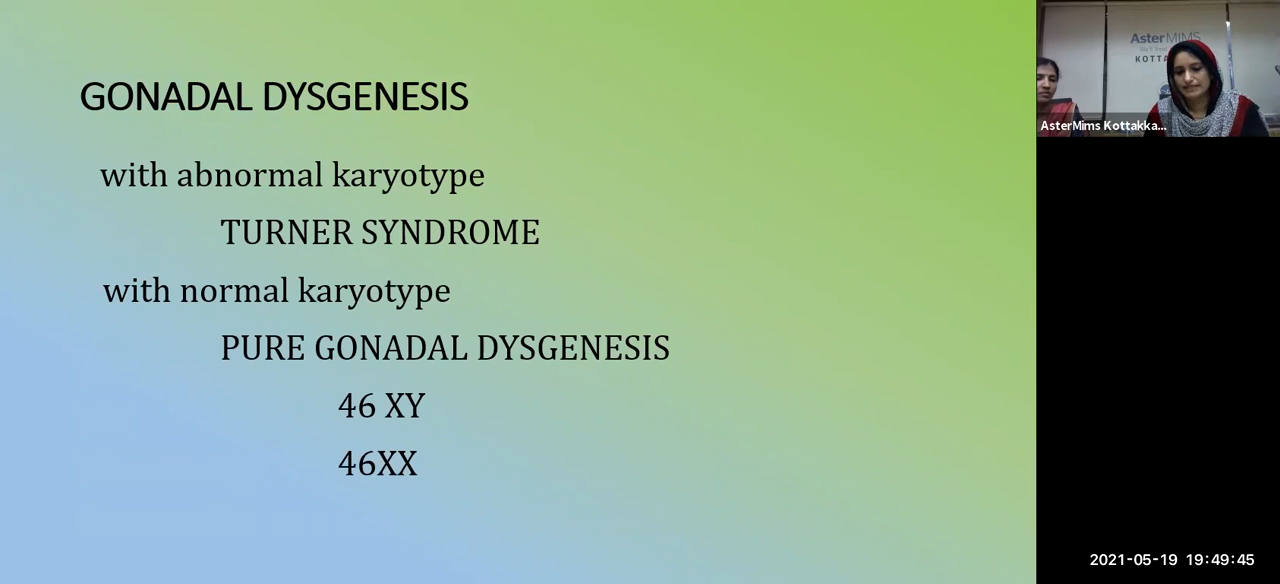 GONADAL DYSGENESIS
with abnormal karyotype
TURNER SYNDROME
with normal karyotype
PURE GONADAL DYSGENESIS
46 XY
46XX
AsterMIMS
KOTTA
AsterMims Kottakka...
2021-05-19 19:49:45